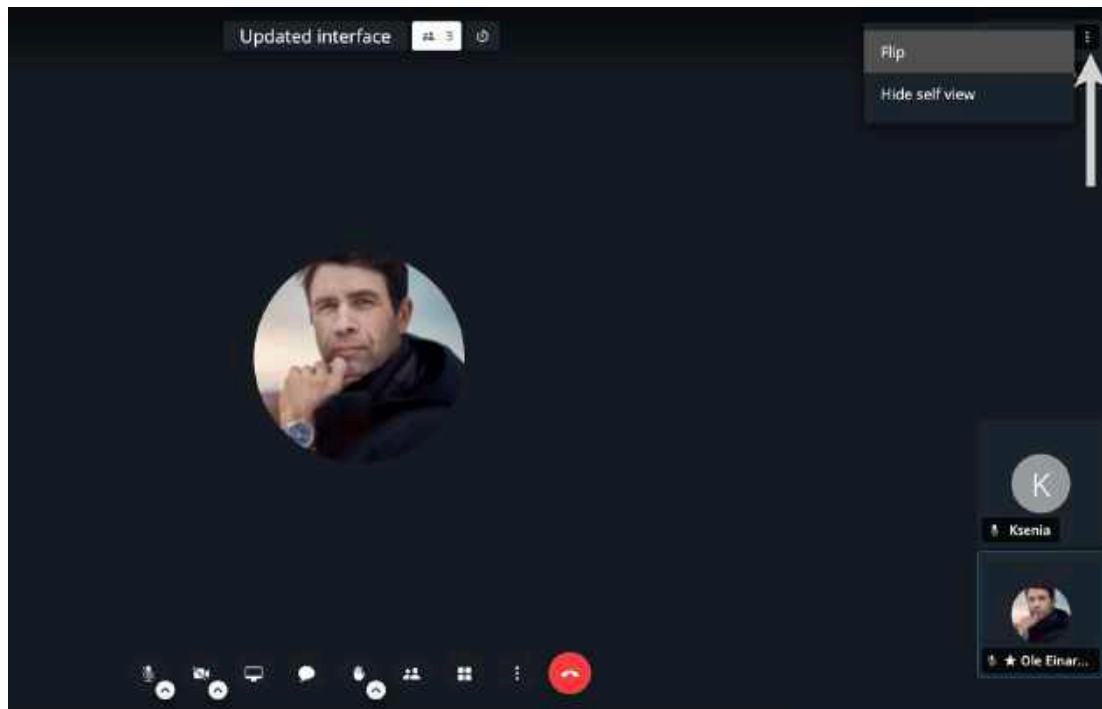 Updated interface
3
Flip
Hide self view
K
Ksenia
Ole Einar...